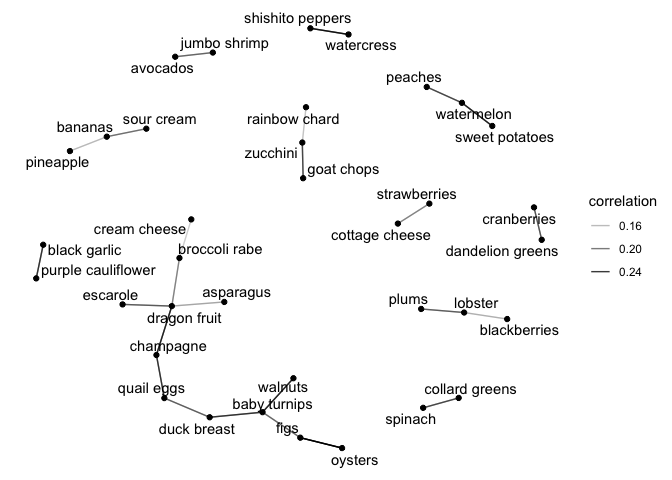 shishito peppers
jumbo shrimp
watercress
avocados
peaches
rainbow chard
watermelon
bananas
sour cream
sweet potatoes
zucchini
pineapple
goat chops
strawberries
correlation
cream cheese
cranberries
0.16
cottage cheese
black garlic
broccoli rabe
dandelion greens
0.20
purple cauliflower
0.24
escarole
asparagus
plums
lobster
dragon fruit
blackberries
champagne
quail eggs
walnuts
collard greens
baby turnips
spinach
duck breast
figs
oysters